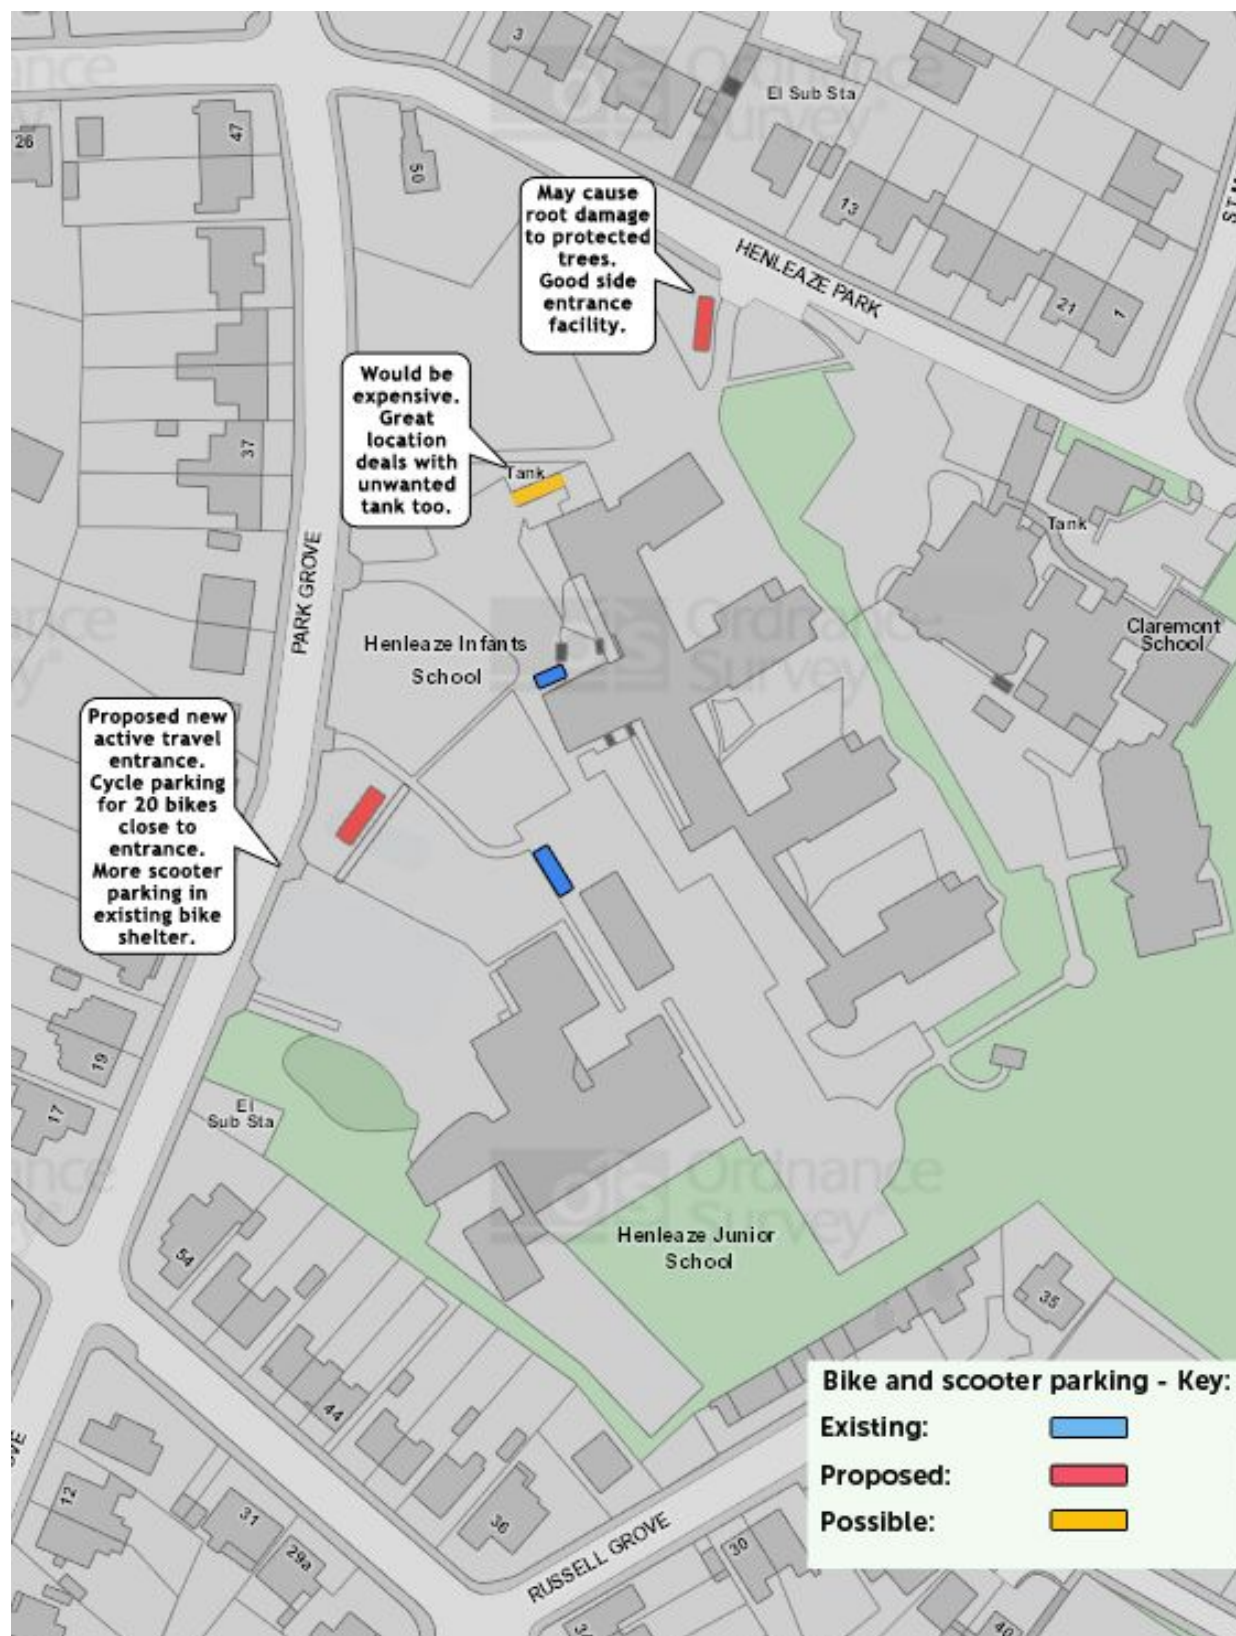 3
El Sub Sta
26
47
50
May cause
root damage
to protected
trees.
Good side
entrance
facility.
13
HENLEAZE PARK
21
1
Would be
expensive.
Great
location
deals with
unwanted
tank too.
Tank
37
Tank
PARK GROVE
Henleaze Infants
School
Claremont
School
Proposed new
active travel
entrance.
Cycle parking
for 20 bikes
close to
entrance.
More scooter
parking in
existing bike
shelter.
19
17
El
Sub Sta
Ordnance
Survey
Henleaze Junior
School
54
35
44
Bike and scooter parking - Key:
Existing:
Proposed:
Possible:
12
31
36
29a
RUSSELL GROVE
30
40